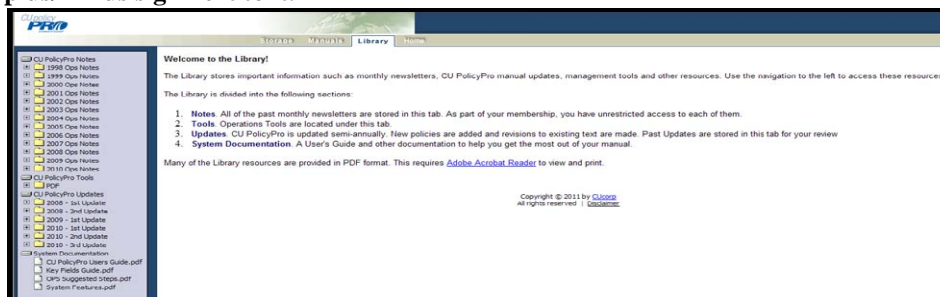 CU policy
PRO
Storage Manuals Library Home
CU PolicyPro Notes
1998 Ops Notes
1999 Ops Notes
2000 Ops Notes
2001 Ops Notes
2002 Ops Notes
2003 Ops Notes
2004 Ops Notes
2005 Ops Notes
2006 Ops Notes
2007 Ops Notes
2008 Ops Notes
2009 Ops Notes
2010 Ops Notes
CU PolicyPro Tools
PDF
CU PolicyPro Updates
2008 - 1st Update
2008 - 2nd Update
2009 - 1st Update
2010 - 1st Update
2010 - 2nd Update
2010 - 3rd Update
System Documentation
CU PolicyPro Users Guide.pdf
Key Fields Guide.pdf
OPS Suggested Steps.pdf
System Features.pdf
Welcome to the Library!
The Library stores important information such as monthly newsletters, CU PolicyPro manual updates, management tools and other resources. Use the navigation to the left to access these resources
The Library is divided into the following sections:
1. Notes. All of the past monthly newsletters are stored in this tab. As part of your membership, you have unrestricted access to each of them.
2. Tools. Operations Tools are located under this tab.
3. Updates. CU PolicyPro is updated semi-annually. New policies are added and revisions to existing text are made. Past Updates are stored in this tab for your review
4. System Documentation. A User's Guide and other documentation to help you get the most out of your manual.
Many of the Library resources are provided in PDF format. This requires Adobe Acrobat Reader to view and print.
Copyright © 2011 by CUcorp
All rights reserved | Disclaimer